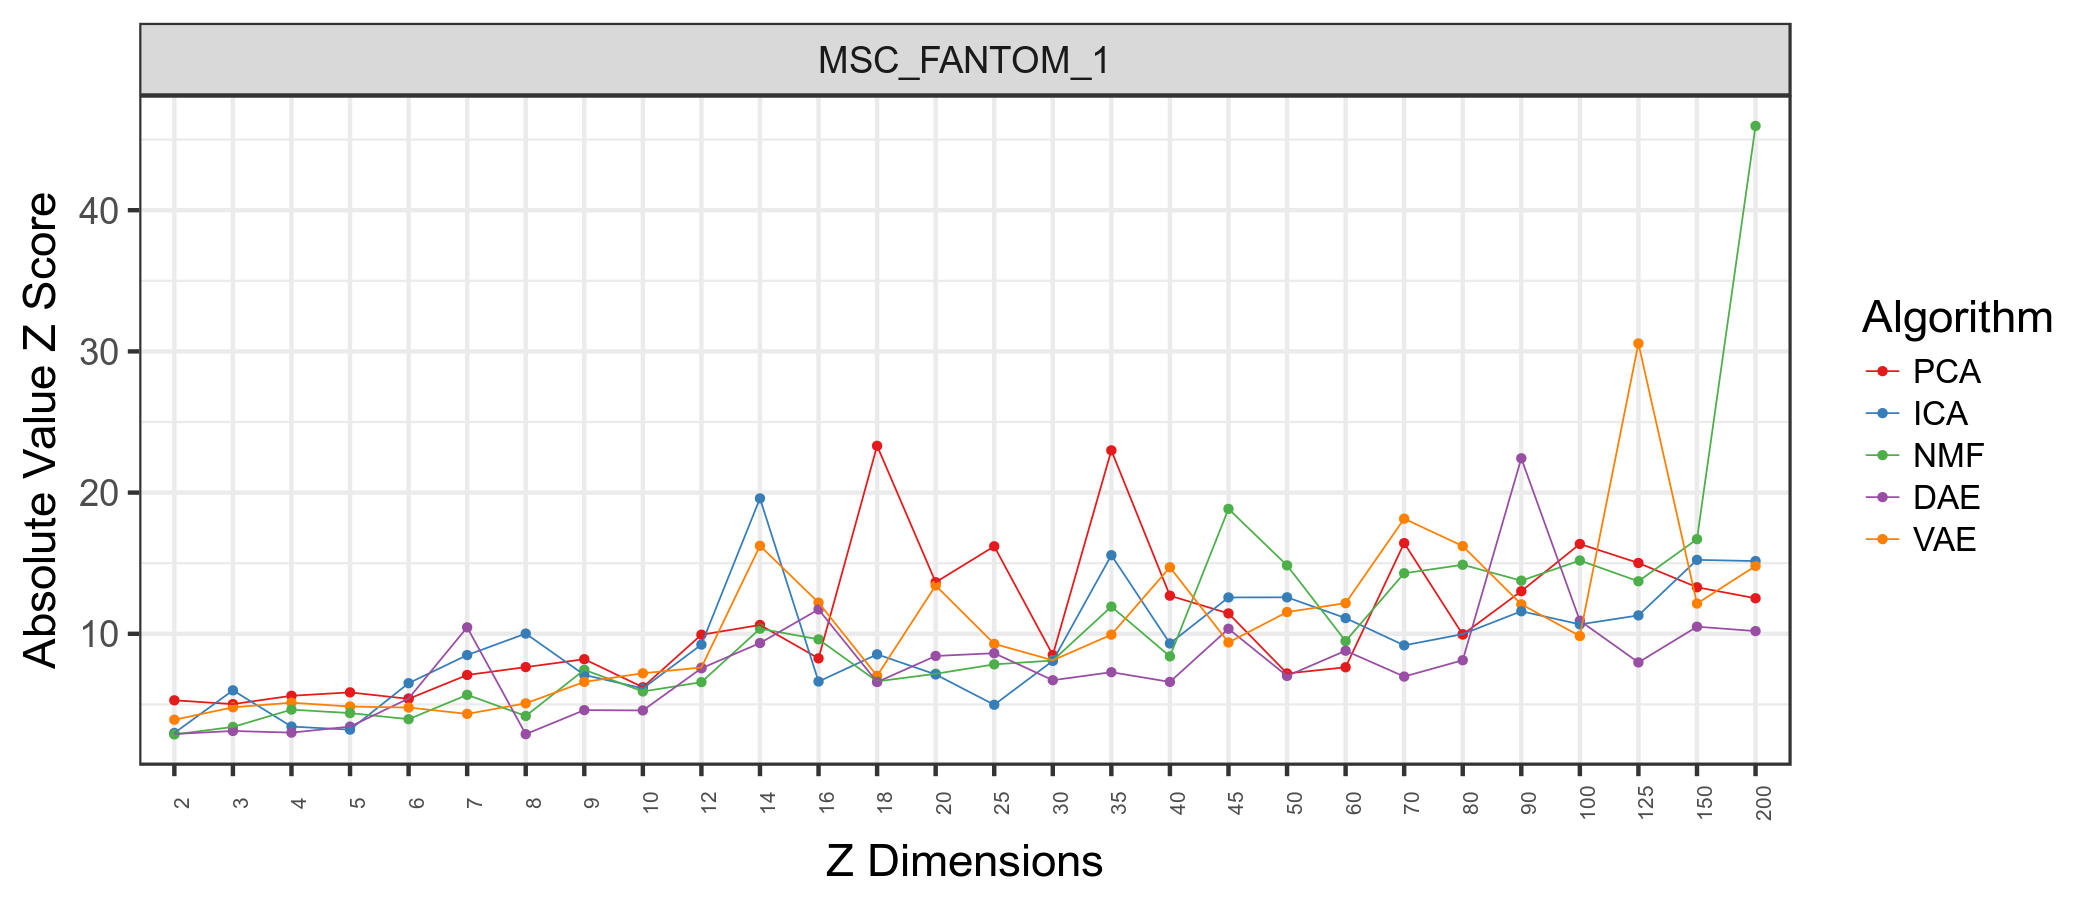 MSC_FANTOM_1
Absolute Value Z Score
40
30
20
10
2 3 4 5 6 7 8 9 10 12 14 16 18 20 25 30 35 40 45 50 60 70 80 90 100 125 150 200
Z Dimensions
Algorithm
PCA
ICA
NMF
DAE
VAE